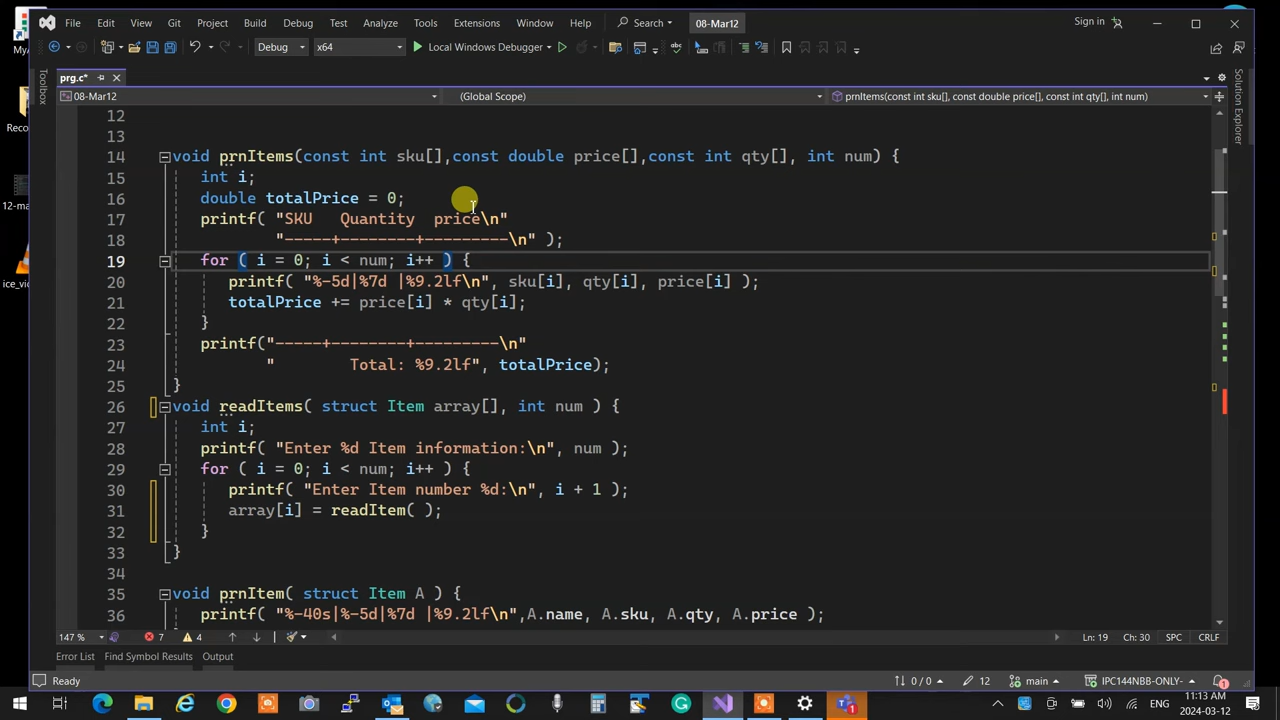 File Edit View Git Project Build Debug Test Analyze Tools Extensions Window Help Search 08-Mar12 Sign in
Debug x64 Local Windows Debugger
prg.c*
08-Mar12 (Global Scope) prnItems(const int sku[], const double price[], const int qty[], int num)
Toolbox
Solution Explorer
12
13
14 void prnItems(const int sku[],const double price[],const int qty[], int num) {
15 int i;
16 double totalPrice = 0;
17 printf( "SKU   Quantity  price\n"
18 "-----+--------+---------\n" );
19 for ( i = 0; i < num; i++ ) {
20 printf( "%-5d|%7d |%9.2lf\n", sku[i], qty[i], price[i] );
21 totalPrice += price[i] * qty[i];
22 }
23 printf("-----+--------+---------\n"
24 "        Total: %9.2lf", totalPrice);
25 }
26 void readItems( struct Item array[], int num ) {
27 int i;
28 printf( "Enter %d Item information:\n", num );
29 for ( i = 0; i < num; i++ ) {
30 printf( "Enter Item number %d:\n", i + 1 );
31 array[i] = readItem( );
32 }
33 }
34
35 void prnItem( struct Item A ) {
36 printf( "%-40s|%-5d|%7d |%9.2lf\n",A.name, A.sku, A.qty, A.price );
147 % 7 4 Ln: 19 Ch: 30 SPC CRLF
Error List Find Symbol Results Output
Ready 0 / 0 12 main IPC144NBB-ONLY- 1
ENG 11:13 AM
2024-03-12